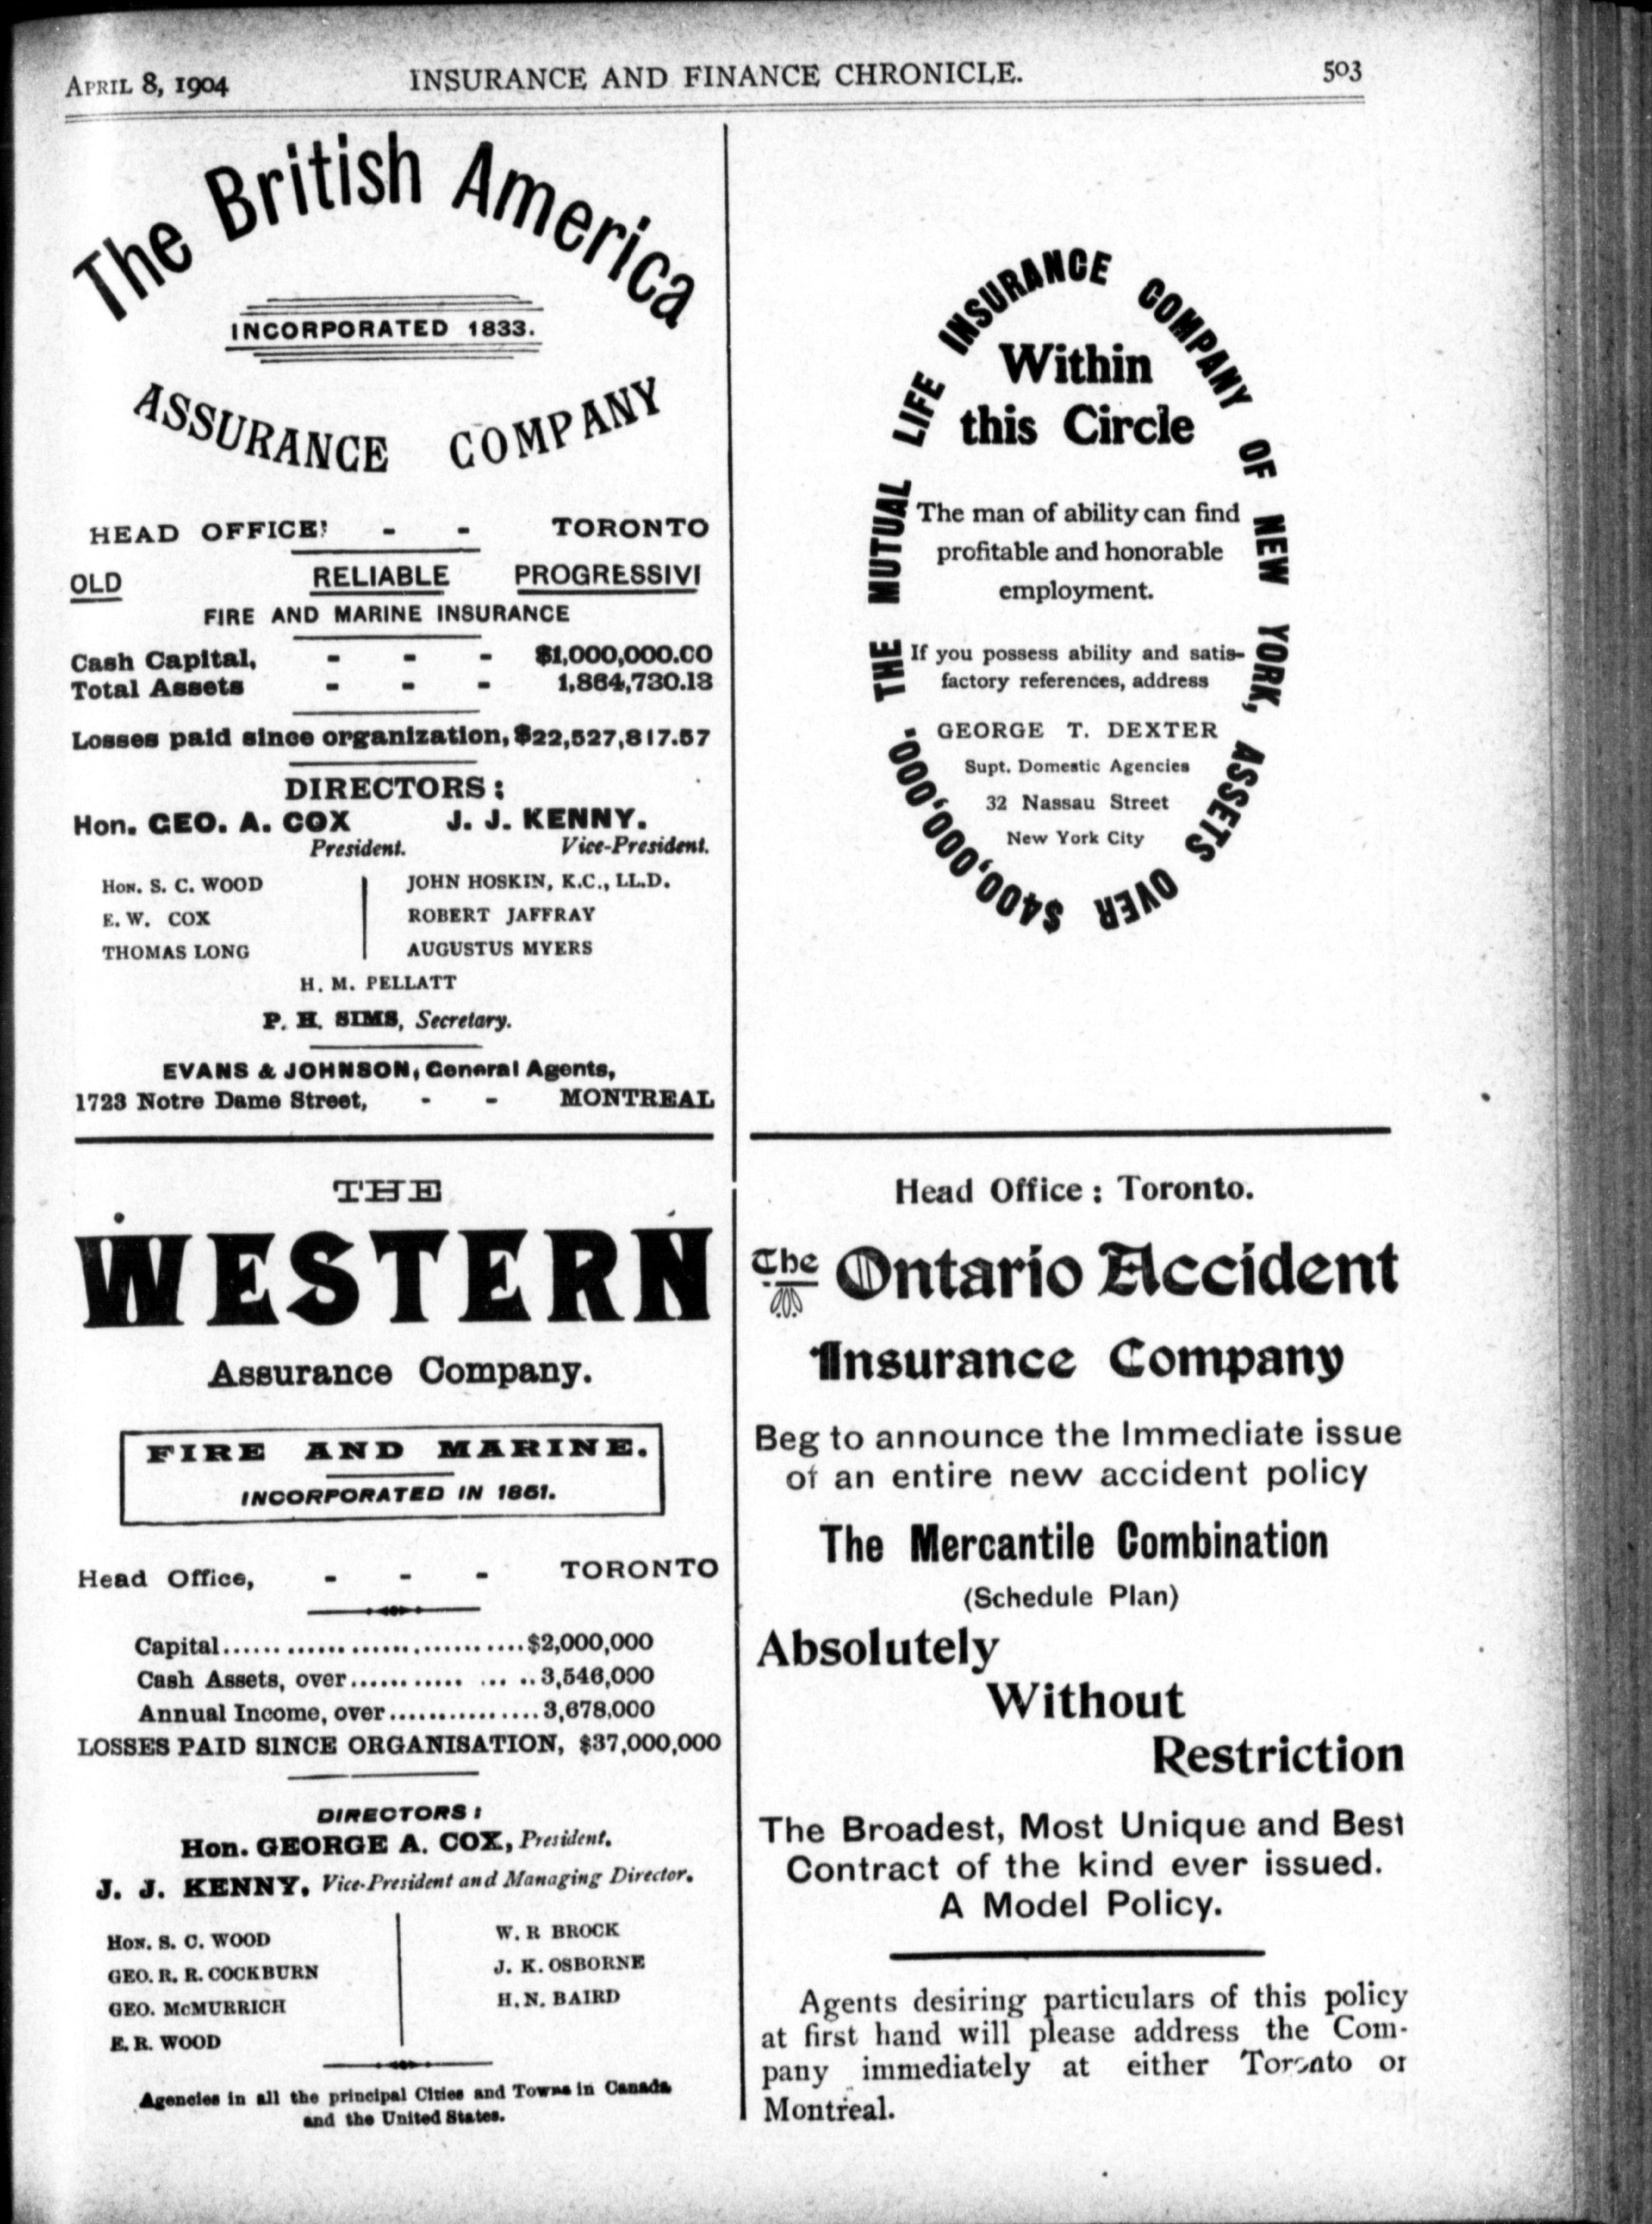 APRIL 8, 1904 INSURANCE AND FINANCE CHRONICLE. 503
The British America
INCORPORATED 1833.
ASSURANCE COMPANY
HEAD OFFICE: - - TORONTO
OLD RELIABLE PROGRESSIVI
FIRE AND MARINE INSURANCE
Cash Capital, - - - $1,000,000.00
Total Assets - - - 1,864,730.13
Losses paid since organization, $22,527,817.57
DIRECTORS:
Hon. GEO. A. COX J. J. KENNY.
President. Vice-President.
HON. S. C. WOOD JOHN HOSKIN, K.C., LL.D.
E. W. COX ROBERT JAFFRAY
THOMAS LONG AUGUSTUS MYERS
H. M. PELLATT
P. H. SIMS, Secretary.
EVANS & JOHNSON, General Agents,
1723 Notre Dame Street, - - MONTREAL
THE
WESTERN
Assurance Company.
FIRE AND MARINE.
INCORPORATED IN 1851.
Head Office, - - - TORONTO
Capital....................................$2,000,000
Cash Assets, over........... ... ..3,546,000
Annual Income, over...............3,678,000
LOSSES PAID SINCE ORGANISATION, $37,000,000
DIRECTORS:
Hon. GEORGE A. COX, President.
J. J. KENNY, Vice-President and Managing Director.
HON. S. C. WOOD W. R BROCK
GEO. R. R. COCKBURN J. K. OSBORNE
GEO. McMURRICH H. N. BAIRD
E. R. WOOD
Agencies in all the principal Cities and Towns in Canada
and the United States.
THE MUTUAL LIFE INSURANCE COMPANY OF NEW YORK, ASSETS OVER $400,000,000.
Within
this Circle
The man of ability can find
profitable and honorable
employment.
If you possess ability and satis-
factory references, address
GEORGE T. DEXTER
Supt. Domestic Agencies
32 Nassau Street
New York City
Head Office: Toronto.
The Ontario Accident
Insurance Company
Beg to announce the Immediate issue
of an entire new accident policy
The Mercantile Combination
(Schedule Plan)
Absolutely
Without
Restriction
The Broadest, Most Unique and Best
Contract of the kind ever issued.
A Model Policy.
Agents desiring particulars of this policy
at first hand will please address the Com-
pany immediately at either Toronto or
Montreal.